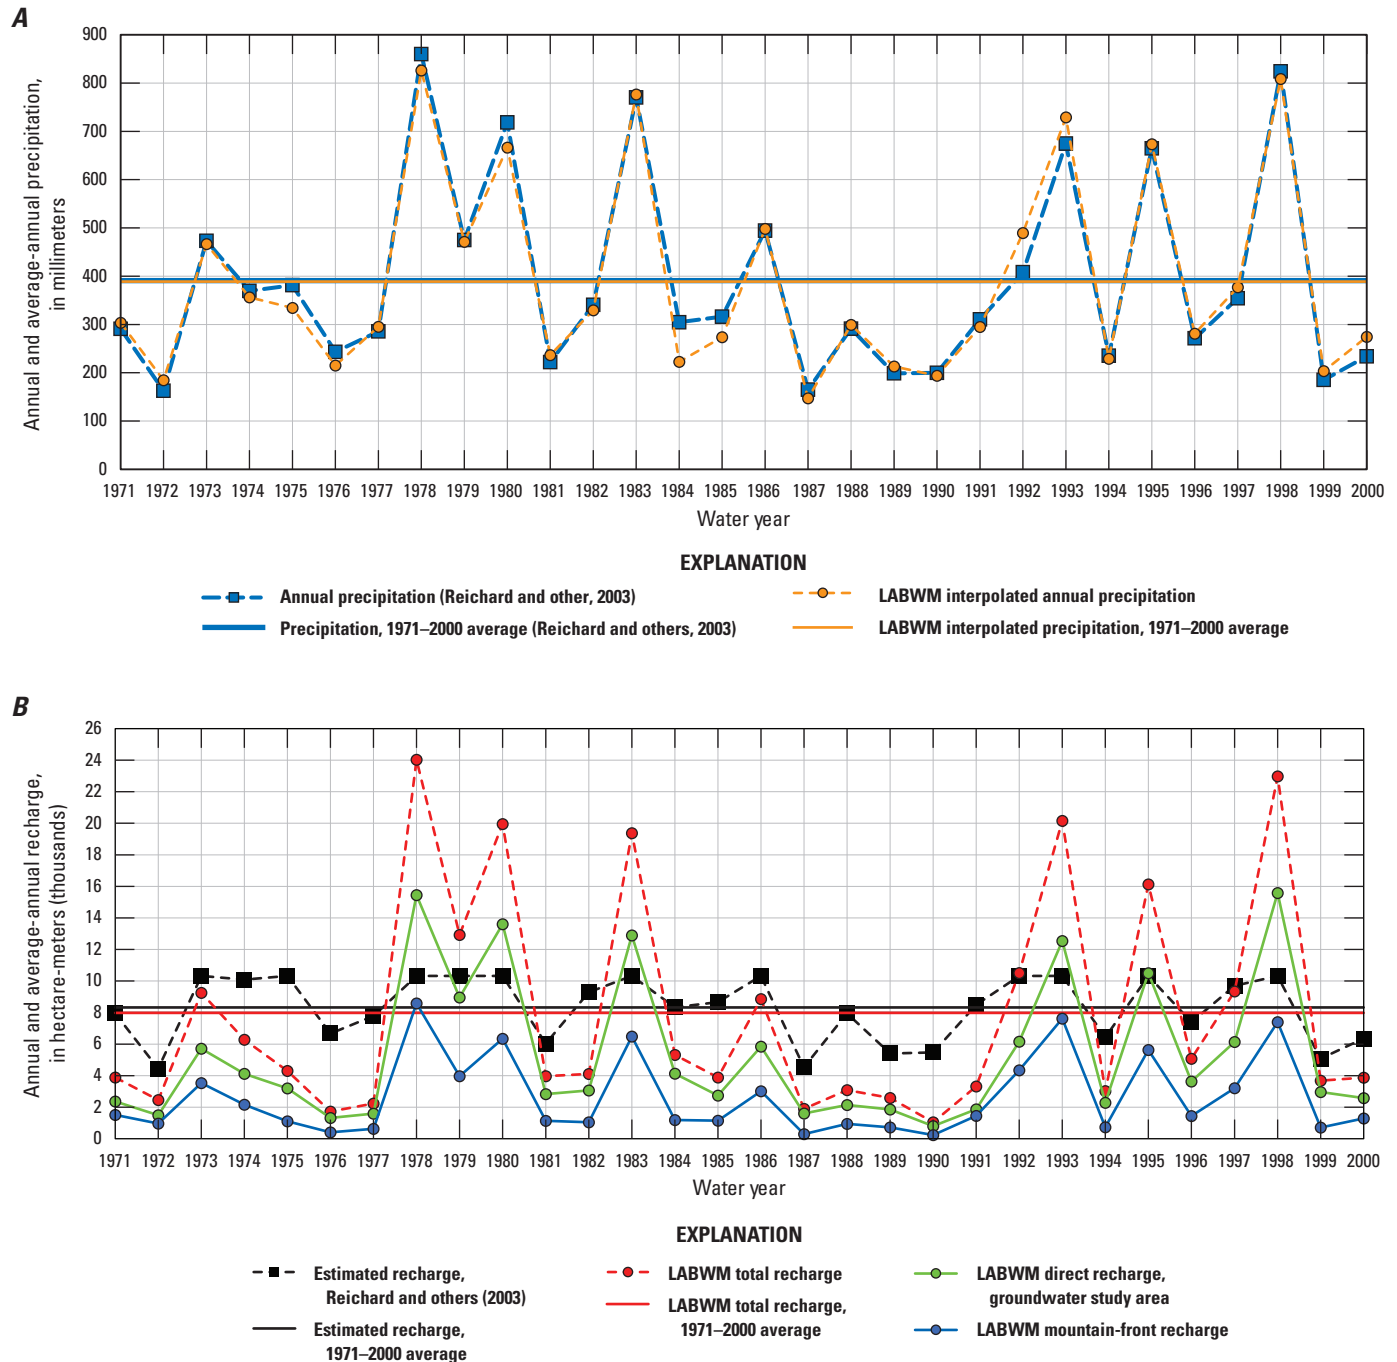 A
Annual and average-annual precipitation,
in millimeters
900
800
700
600
500
400
300
200
100
0
1971 1972 1973 1974 1975 1976 1977 1978 1979 1980 1981 1982 1983 1984 1985 1986 1987 1988 1989 1990 1991 1992 1993 1994 1995 1996 1997 1998 1999 2000
Water year
EXPLANATION
Annual precipitation (Reichard and other, 2003)
Precipitation, 1971–2000 average (Reichard and others, 2003)
LABWM interpolated annual precipitation
LABWM interpolated precipitation, 1971–2000 average
B
Annual and average-annual recharge,
in hectare-meters (thousands)
26
24
22
20
18
16
14
12
10
8
6
4
2
0
1971 1972 1973 1974 1975 1976 1977 1978 1979 1980 1981 1982 1983 1984 1985 1986 1987 1988 1989 1990 1991 1992 1993 1994 1995 1996 1997 1998 1999 2000
Water year
EXPLANATION
Estimated recharge,
Reichard and others (2003)
Estimated recharge,
1971–2000 average
LABWM total recharge
LABWM total recharge,
1971–2000 average
LABWM direct recharge,
groundwater study area
LABWM mountain-front recharge